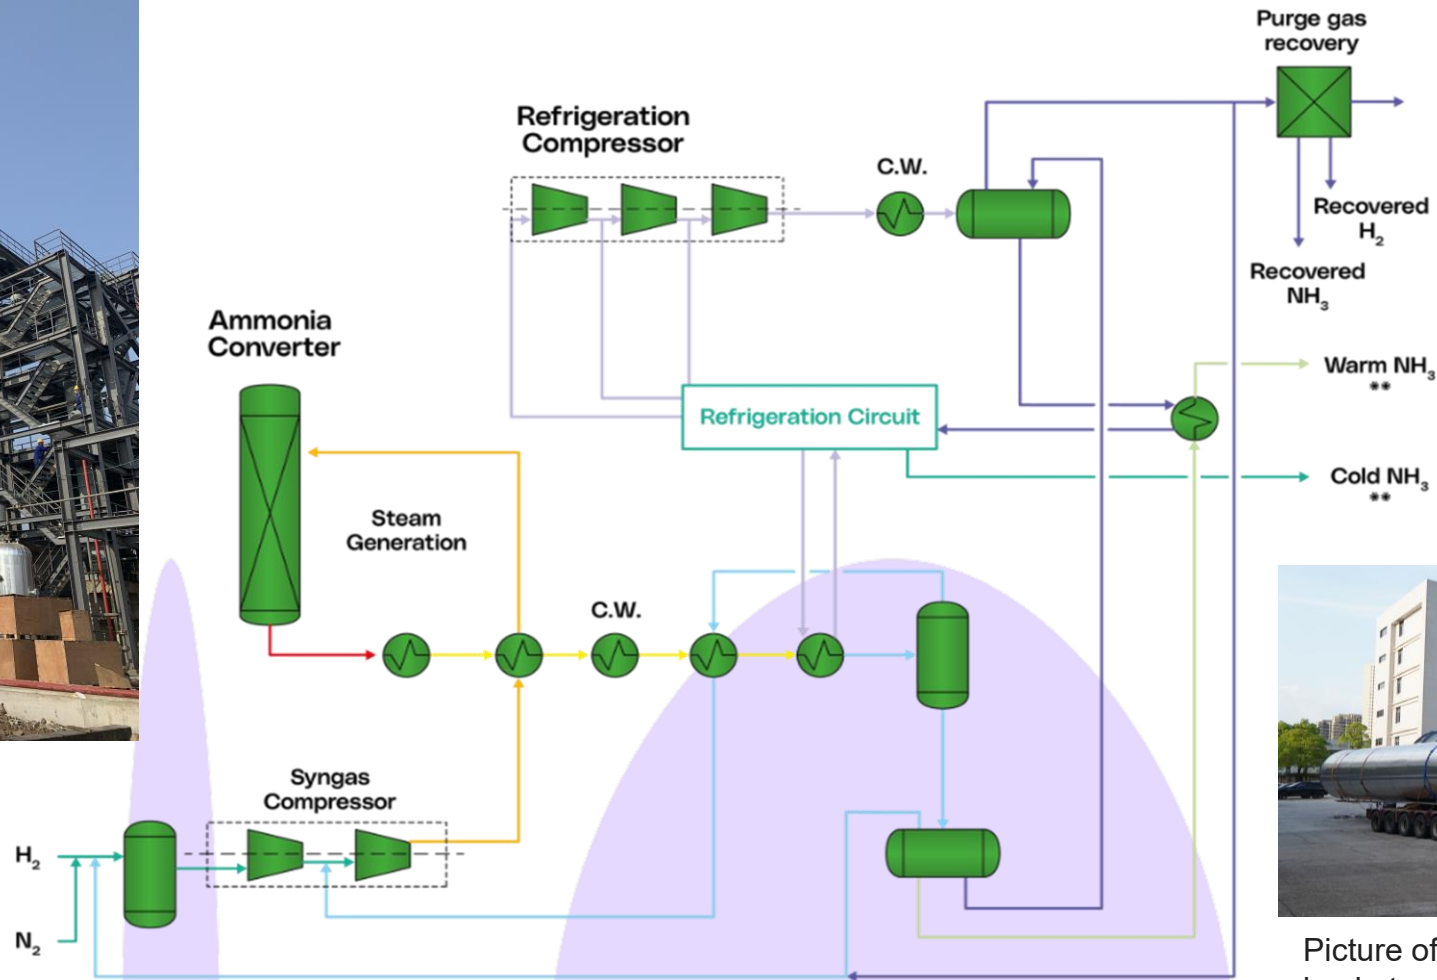 Purge gas
recovery
Refrigeration
Compressor
C.W.
Recovered
H₂
Recovered
NH₃
Ammonia
Converter
Warm NH₃
**
Refrigeration Circuit
Cold NH₃
**
Steam
Generation
C.W.
Syngas
Compressor
H₂
N₂
Picture of